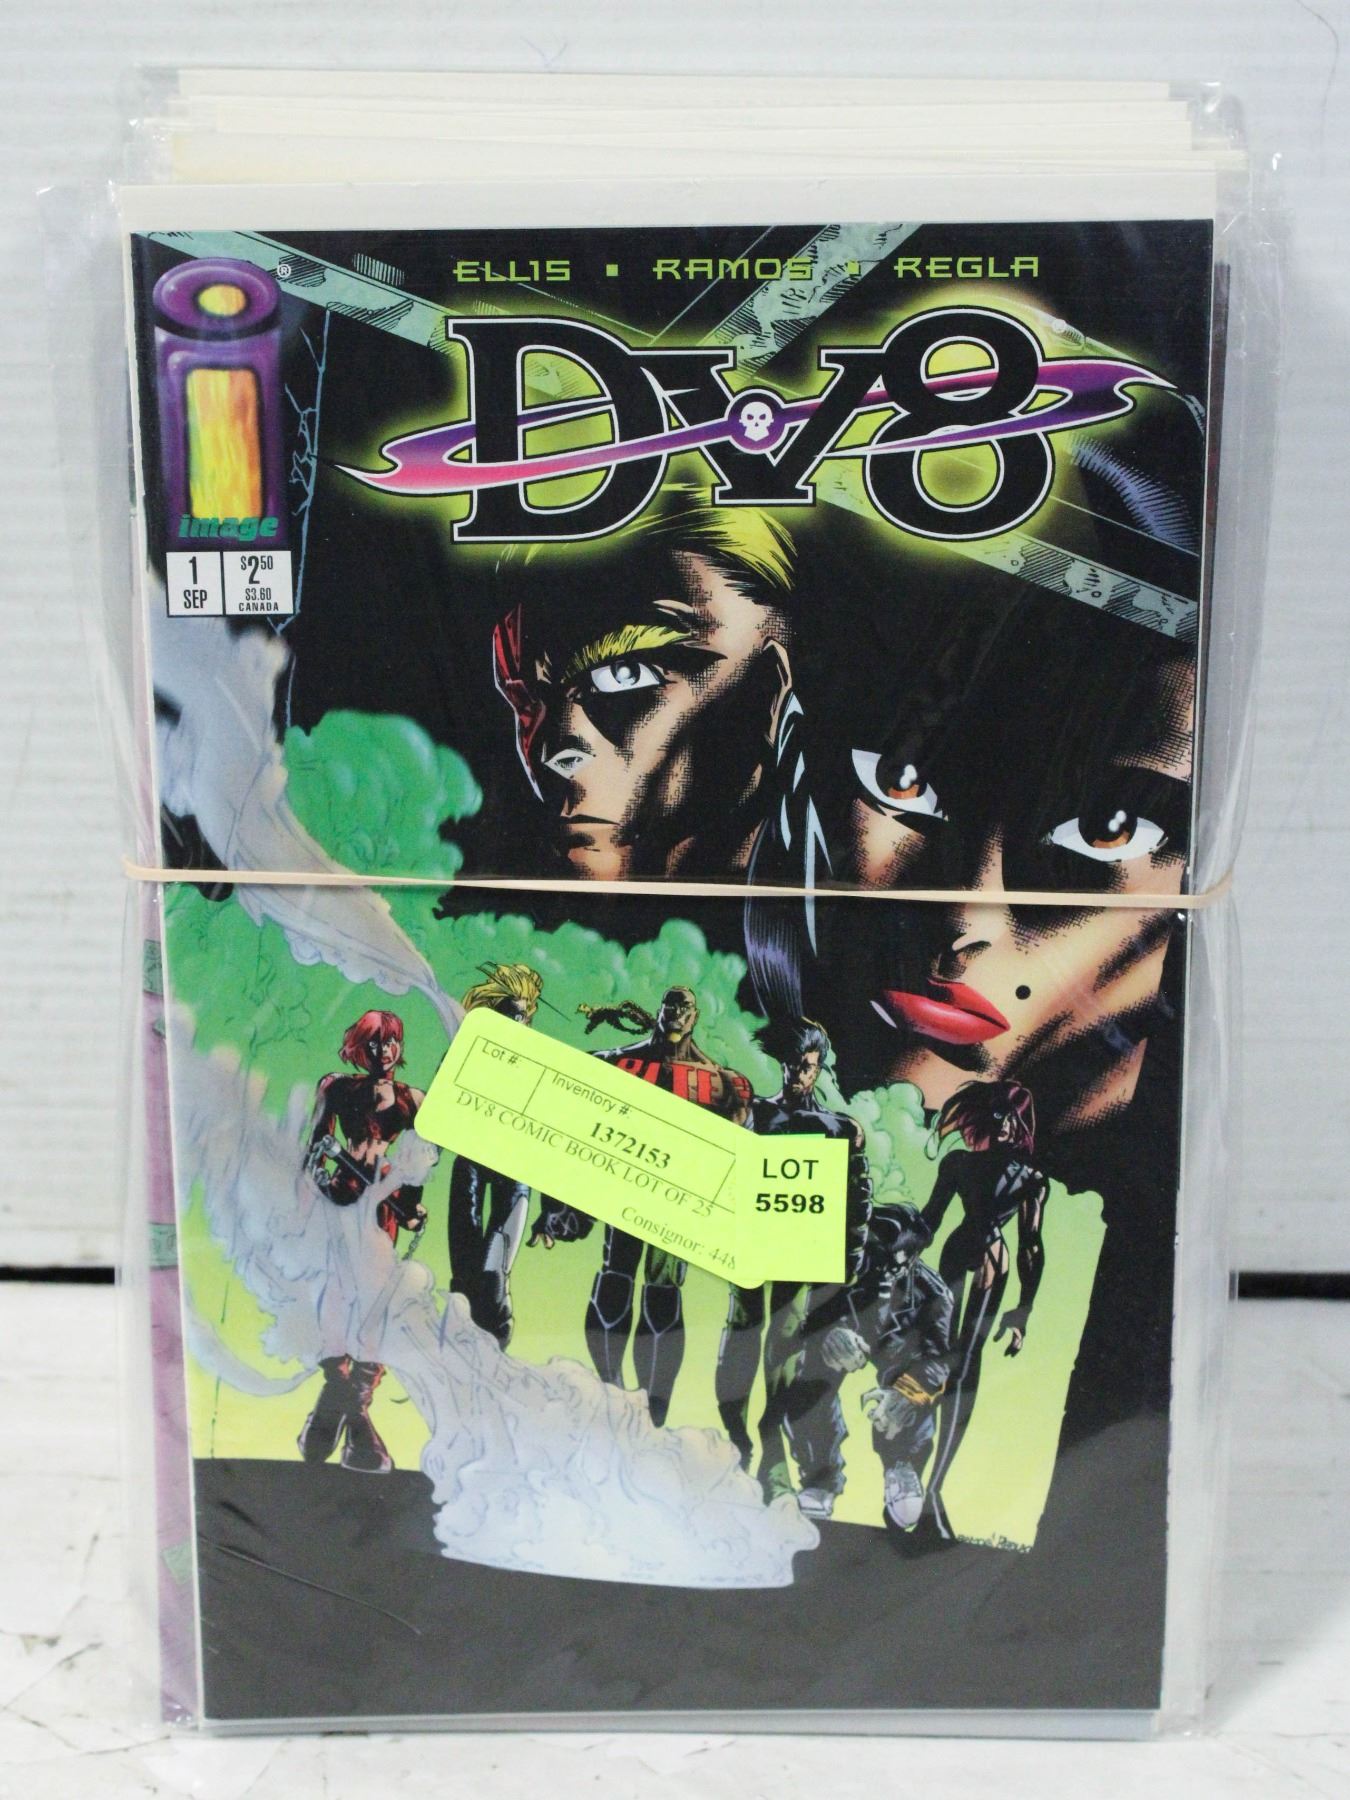 ELLIS ▪ RAMOS ▪ REGLA
®
DV8
image
1
SEP
$2.50
$3.60
CANADA
Lot #:
Inventory #:
1372153
DV8 COMIC BOOK LOT OF 25
Consignor: 448
LOT
5598